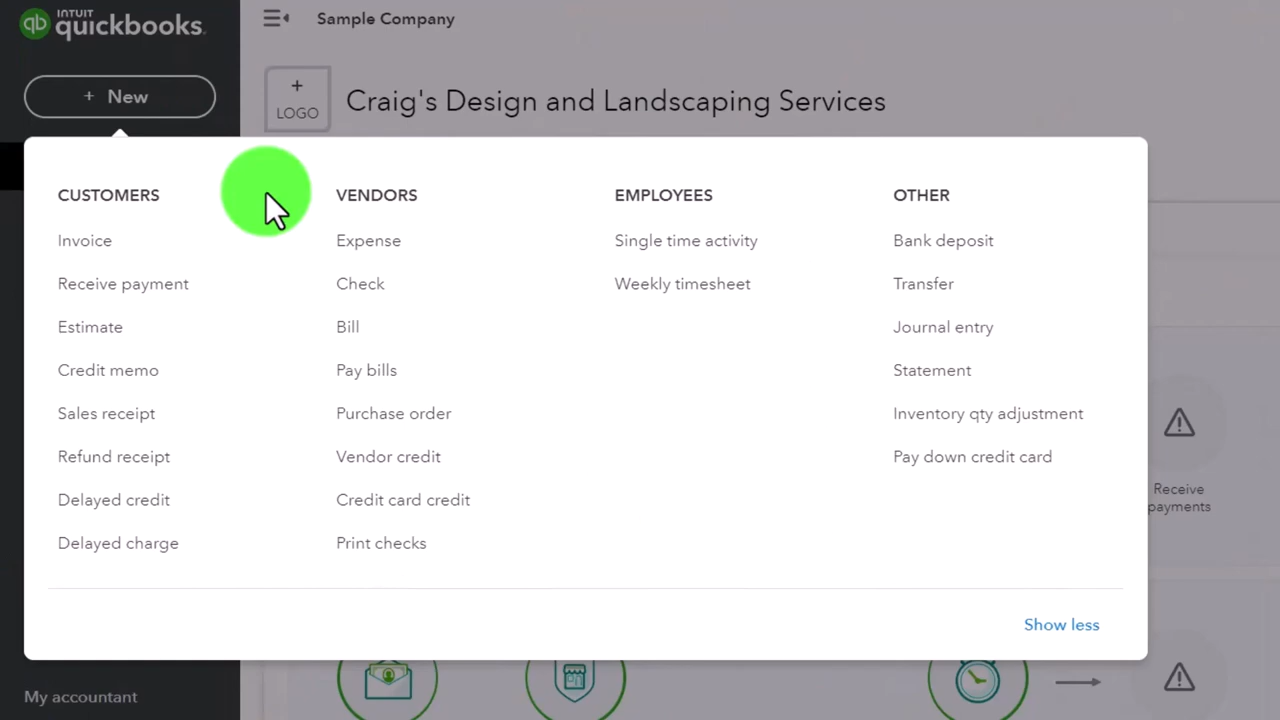 INTUIT
qb quickbooks.
Sample Company
+ New
+
LOGO
Craig's Design and Landscaping Services
CUSTOMERS
Invoice
Receive payment
Estimate
Credit memo
Sales receipt
Refund receipt
Delayed credit
Delayed charge
VENDORS
Expense
Check
Bill
Pay bills
Purchase order
Vendor credit
Credit card credit
Print checks
EMPLOYEES
Single time activity
Weekly timesheet
OTHER
Bank deposit
Transfer
Journal entry
Statement
Inventory qty adjustment
Pay down credit card
Show less
Receive
payments
My accountant